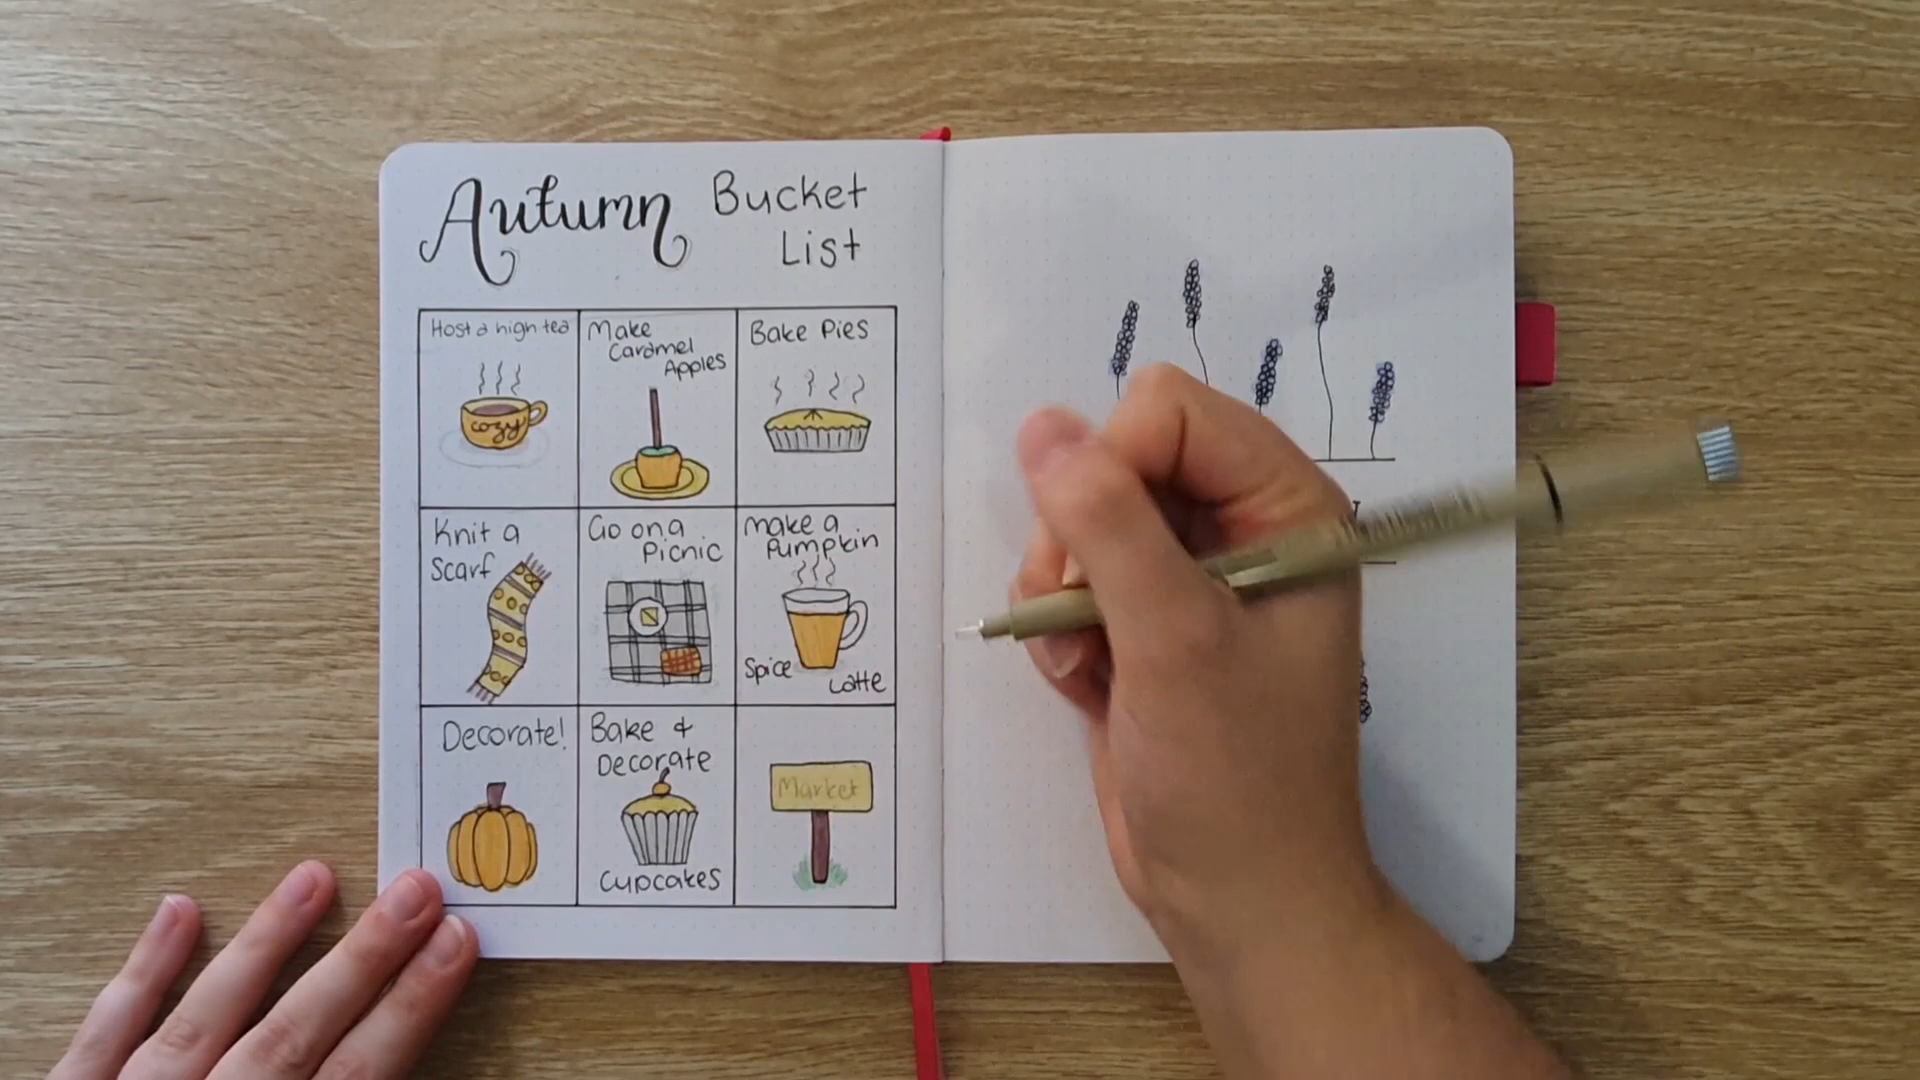 Autumn Bucket
List
Host a high tea
cozy
Make
Caramel
Apples
Bake Pies
Knit a
Scarf
Go on a
Picnic
make a
Pumpkin
Spice
Latte
Decorate!
Bake &
Decorate
Cupcakes
Market